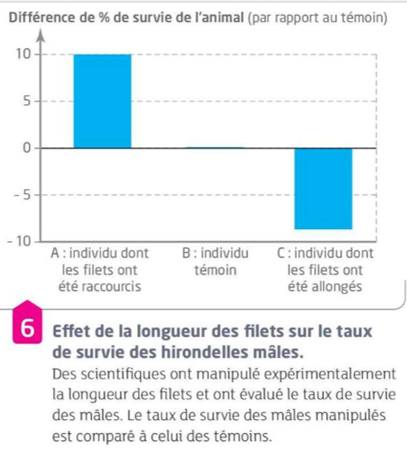 Différence de % de survie de l'animal (par rapport au témoin)
10
5
0
- 5
- 10
A : individu dont
les filets ont
été raccourcis
B : individu
témoin
C : individu dont
les filets ont
été allongés
6
Effet de la longueur des filets sur le taux
de survie des hirondelles mâles.
Des scientifiques ont manipulé expérimentalement
la longueur des filets et ont évalué le taux de survie
des mâles. Le taux de survie des mâles manipulés
est comparé à celui des témoins.